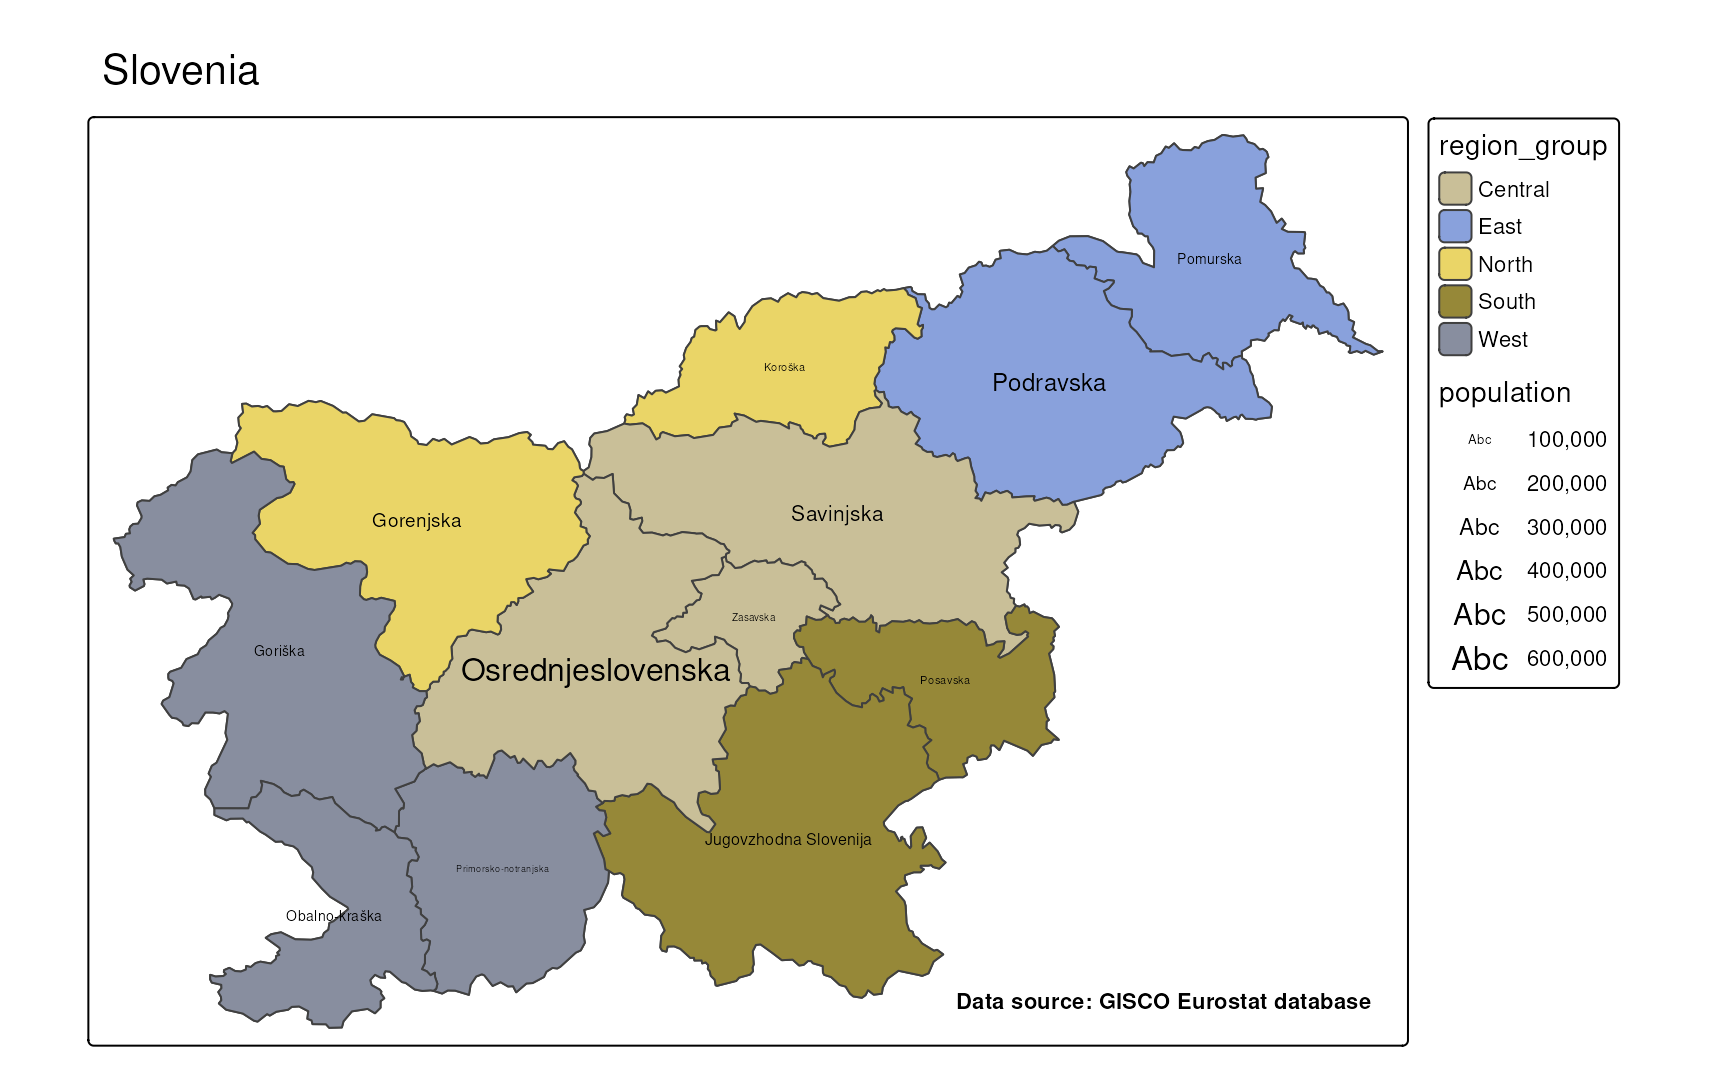 Slovenia
Pomurska
Koroška
Podravska
Gorenjska
Savinjska
Zasavska
Goriška
Osrednjeslovenska
Posavska
Jugovzhodna Slovenija
Primorsko-notranjska
Obalno-kraška
Data source: GISCO Eurostat database
region_group
Central
East
North
South
West
population
Abc 100,000
Abc 200,000
Abc 300,000
Abc 400,000
Abc 500,000
Abc 600,000